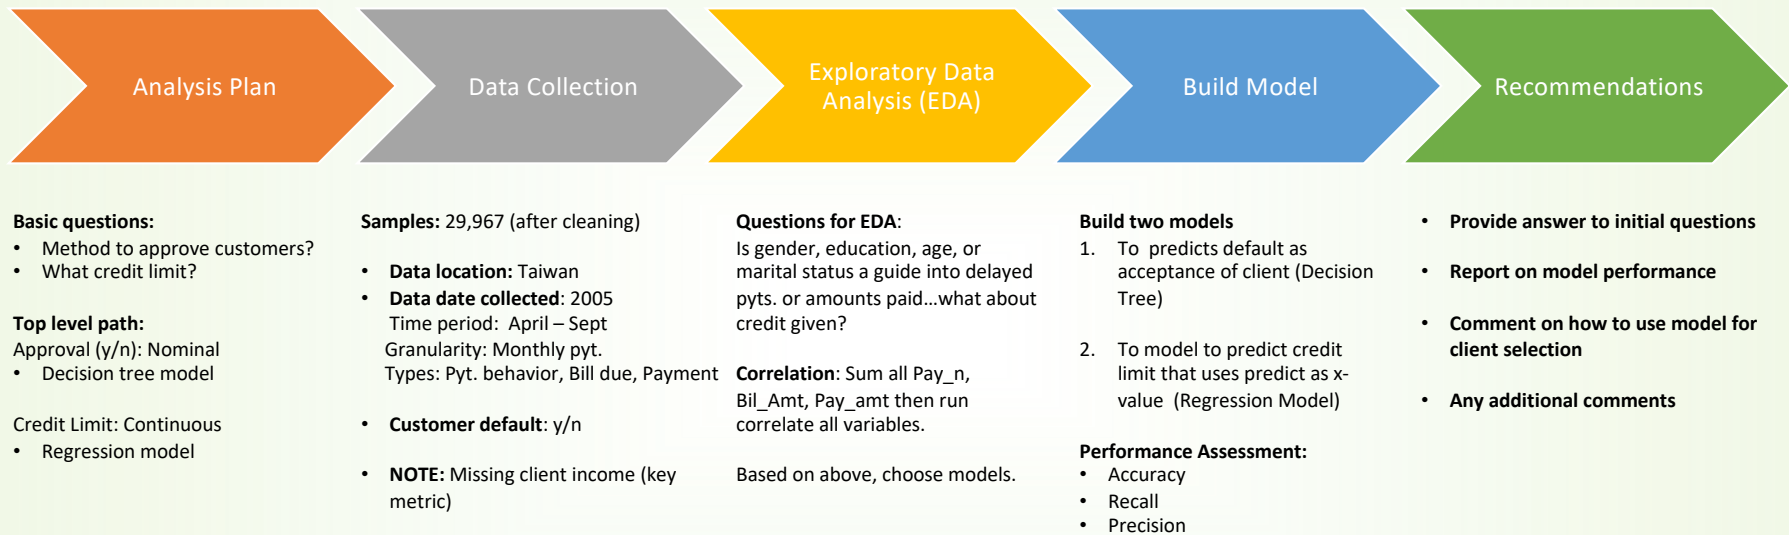 Analysis Plan
Data Collection
Exploratory Data
Analysis (EDA)
Build Model
Recommendations
Basic questions:
• Method to approve customers?
• What credit limit?
Top level path:
Approval (y/n): Nominal
• Decision tree model
Credit Limit: Continuous
• Regression model
Samples: 29,967 (after cleaning)
• Data location: Taiwan
• Data date collected: 2005
Time period: April – Sept
Granularity: Monthly pyt.
Types: Pyt. behavior, Bill due, Payment
• Customer default: y/n
• NOTE: Missing client income (key
metric)
Questions for EDA:
Is gender, education, age, or
marital status a guide into delayed
pyts. or amounts paid...what about
credit given?
Correlation: Sum all Pay_n,
Bil_Amt, Pay_amt then run
correlate all variables.
Based on above, choose models.
Build two models
1. To predicts default as
acceptance of client (Decision
Tree)
2. To model to predict credit
limit that uses predict as x-
value (Regression Model)
Performance Assessment:
• Accuracy
• Recall
• Precision
• Provide answer to initial questions
• Report on model performance
• Comment on how to use model for
client selection
• Any additional comments